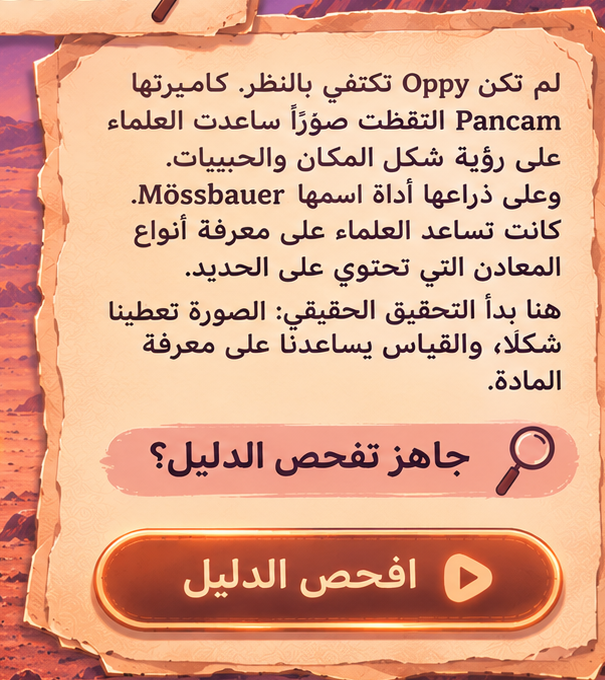 لم تكن Oppy تكتفي بالنظر. كاميرتها
Pancam التقظت صوَرًاً ساعدت العلماء
على رؤية شكل المكان والحبيبات.
وعلى ذراعها أداة اسمها Mössbauer.
كانت تساعد العلماء على معرفة أنواع
المعادن التي تحتوي على الحديد.
هنا بدأ التحقيق الحقيقي: الصورة تعطينا
شكلًا، والقياس يساعدنا على معرفة
المادة.
جاهز تفحص الدليل؟
افحص الدليل